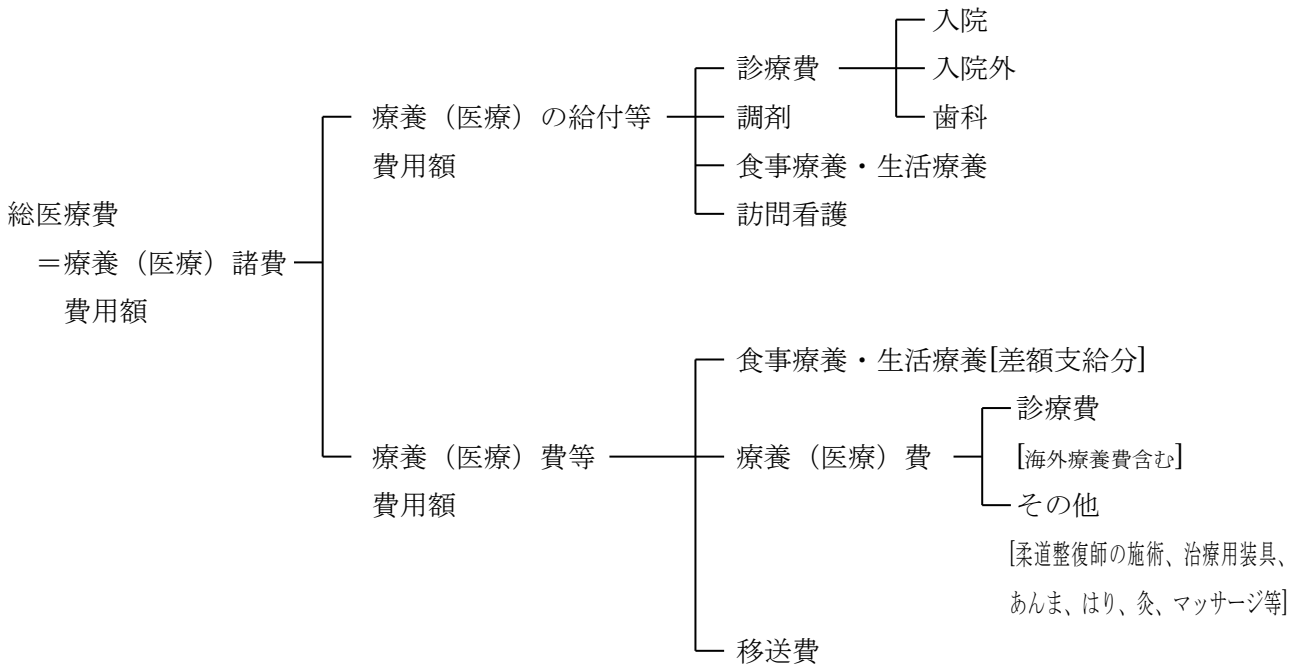 総医療費
＝療養（医療）諸費
費用額
療養（医療）の給付等
費用額
診療費
入院
入院外
歯科
調剤
食事療養・生活療養
訪問看護
療養（医療）費等
費用額
食事療養・生活療養[差額支給分]
療養（医療）費
診療費
[海外療養費含む]
その他
[柔道整復師の施術、治療用装具、
あんま、はり、灸、マッサージ等]
移送費